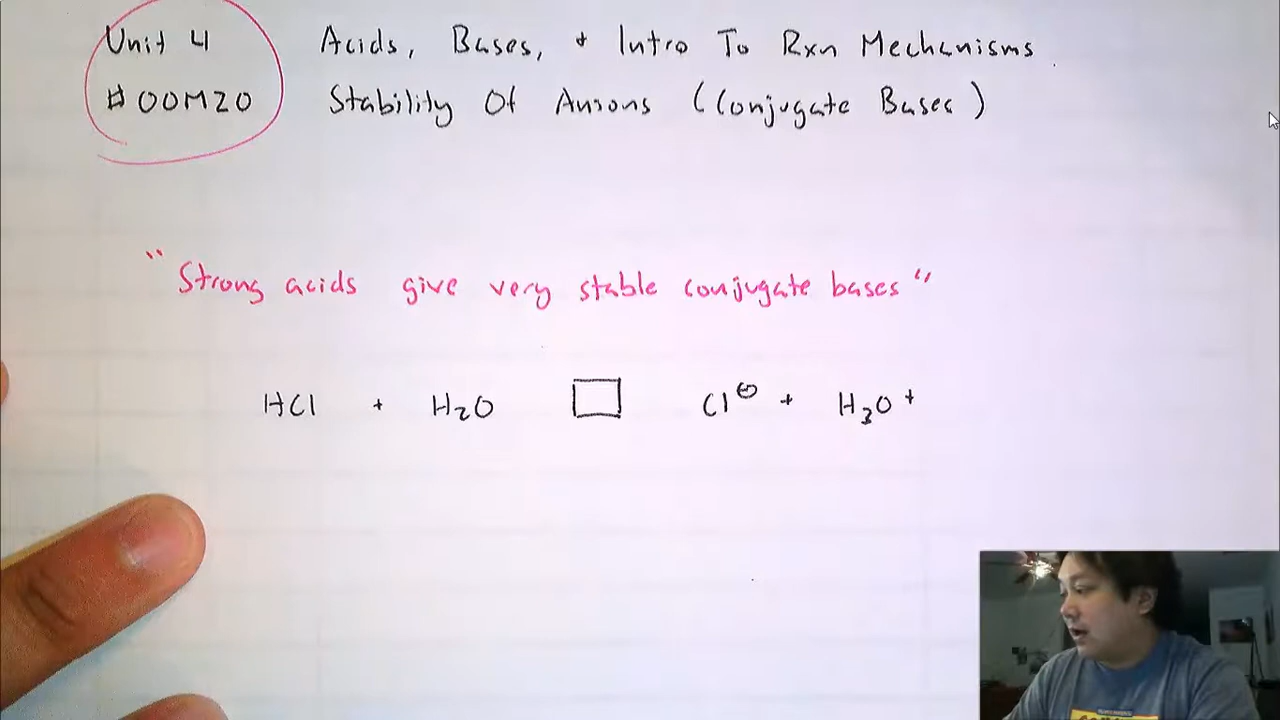 Unit 4 Acids, Bases, + Intro To Rxn Mechanisms
#OOM20 Stability Of Anions (Conjugate Bases)
"Strong acids give very stable conjugate bases"
HCl + H₂O □ Cl⊖ + H₃O+